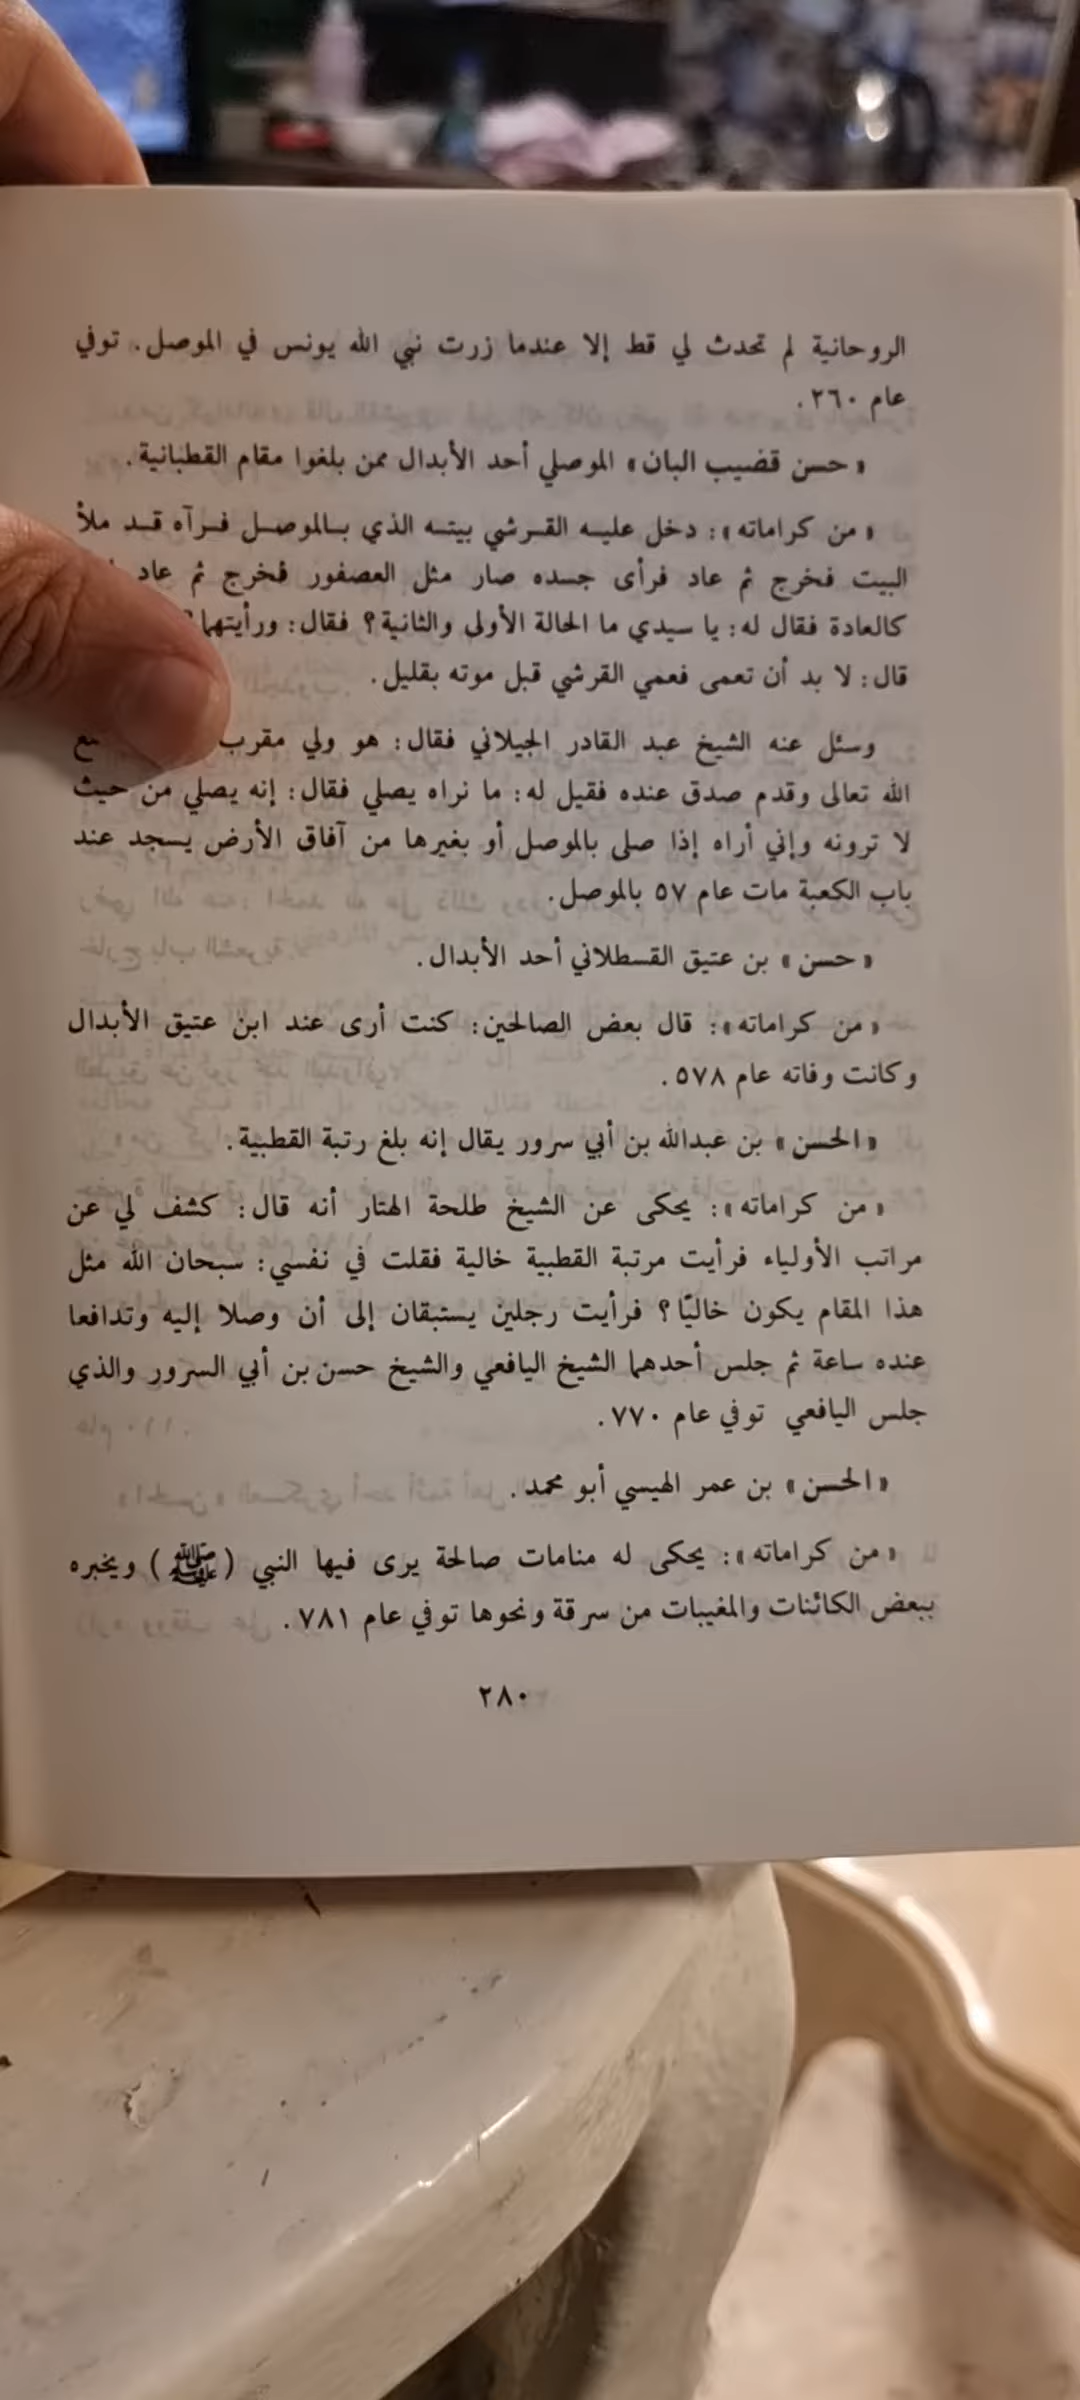 الروحانية لم تحدث لي قط إلا عندما زرت نبي الله يونس في الموصل. توفي
عام ٢٦٠.
«حسن قضيب البان» الموصلي أحد الأبدال ممن بلغوا مقام القطبانية.
«من كراماته»: دخل عليه القرشي بيته الذي بالموصل فرآه قد ملأ
البيت فخرج ثم عاد فرأى جسده صار مثل العصفور فخرج ثم عاد
كالعادة فقال له: يا سيدي ما الحالة الأولى والثانية؟ فقال: ورأيتهما؟
قال: لا بد أن تعمى فعمي القرشي قبل موته بقليل.
وسئل عنه الشيخ عبد القادر الجيلاني فقال: هو ولي مقرب مع
الله تعالى وقدم صدق عنده فقيل له: ما نراه يصلي فقال: إنه يصلي من حيث
لا ترونه وإني أراه إذا صلى بالموصل أو بغيرها من آفاق الأرض يسجد عند
باب الكعبة مات عام ٥٧ بالموصل.
«حسن» بن عتيق القسطلاني أحد الأبدال.
«من كراماته»: قال بعض الصالحين: كنت أرى عند ابن عتيق الأبدال
وكانت وفاته عام ٥٧٨.
«الحسن» بن عبدالله بن أبي سرور يقال إنه بلغ رتبة القطبية.
«من كراماته»: يحكى عن الشيخ طلحة الهتار أنه قال: كشف لي عن
مراتب الأولياء فرأيت مرتبة القطبية خالية فقلت في نفسي: سبحان الله مثل
هذا المقام يكون خاليًا؟ فرأيت رجلين يستبقان إلى أن وصلا إليه وتدافعا
عنده ساعة ثم جلس أحدهما الشيخ اليافعي والشيخ حسن بن أبي السرور والذي
جلس اليافعي توفي عام ٧٧٠.
«الحسن» بن عمر الهيسي أبو محمد.
«من كراماته»: يحكى له منامات صالحة يرى فيها النبي (ﷺ) ويخبره
ببعض الكائنات والمغيبات من سرقة ونحوها توفي عام ٧٨١.
٢٨٠